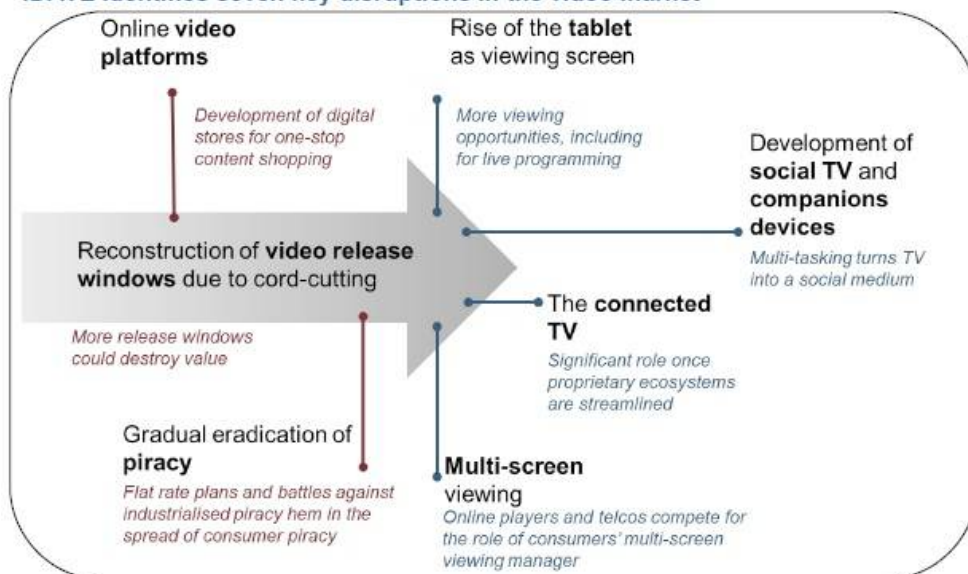 Online video
platforms
Development of digital
stores for one-stop
content shopping
Rise of the tablet
as viewing screen
More viewing
opportunities, including
for live programming
Development of
social TV and
companions
devices
Multi-tasking turns TV
into a social medium
Reconstruction of video release
windows due to cord-cutting
More release windows
could destroy value
The connected
TV
Significant role once
proprietary ecosystems
are streamlined
Gradual eradication of
piracy
Flat rate plans and battles against
industrialised piracy hem in the
spread of consumer piracy
Multi-screen
viewing
Online players and telcos compete for
the role of consumers' multi-screen
viewing manager